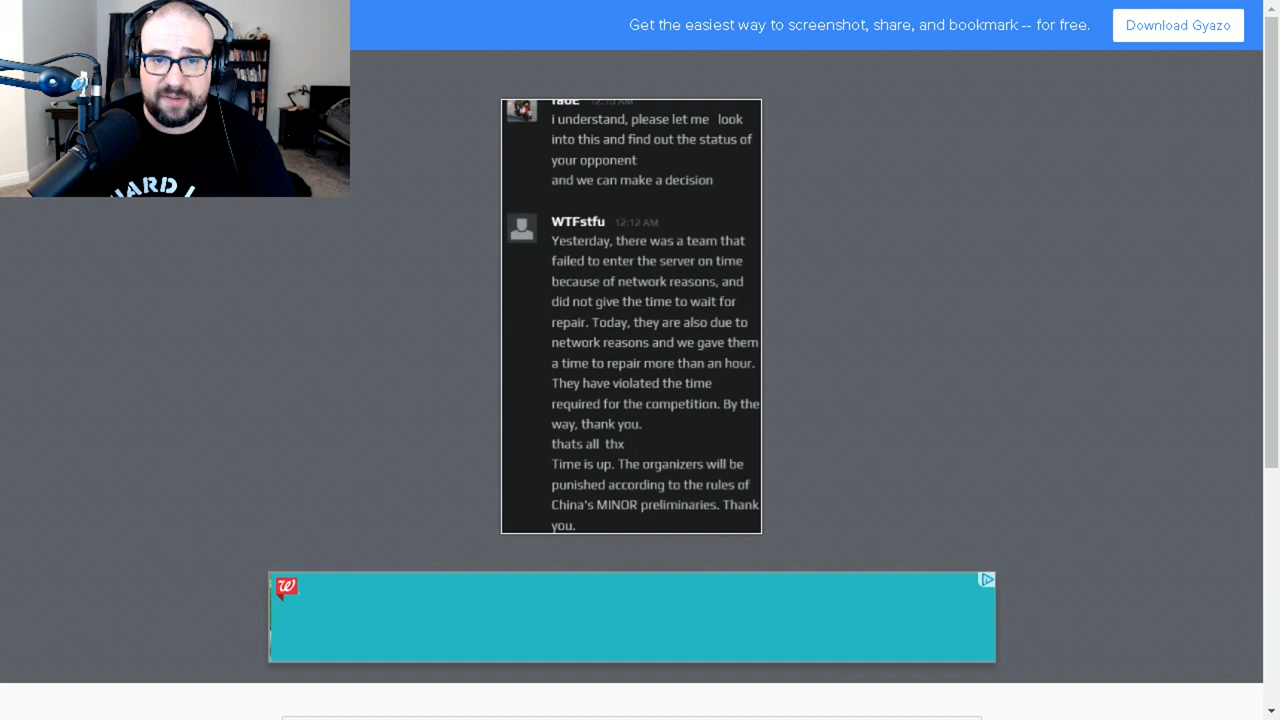 Get the easiest way to screenshot, share, and bookmark -- for free.
Download Gyazo
12:10 AM
i understand, please let me look
into this and find out the status of
your opponent
and we can make a decision
WTFstfu 12:12 AM
Yesterday, there was a team that
failed to enter the server on time
because of network reasons, and
did not give the time to wait for
repair. Today, they are also due to
network reasons and we gave them
a time to repair more than an hour.
They have violated the time
required for the competition. By the
way, thank you.
thats all thx
Time is up. The organizers will be
punished according to the rules of
China's MINOR preliminaries. Thank
you.